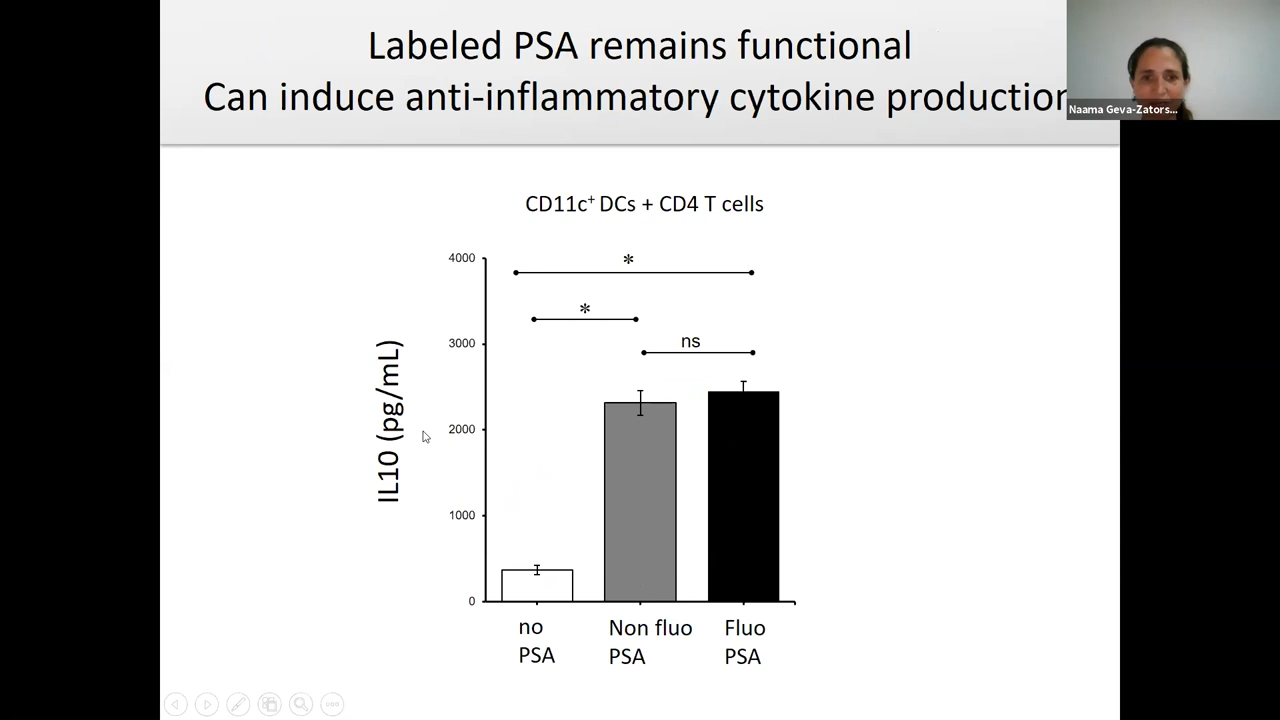 Labeled PSA remains functional
Can induce anti-inflammatory cytokine production
Naama Geva-Zators...
CD11c⁺ DCs + CD4 T cells
4000
3000
2000
1000
0
IL10 (pg/mL)
*
*
ns
no
PSA
Non fluo
PSA
Fluo
PSA